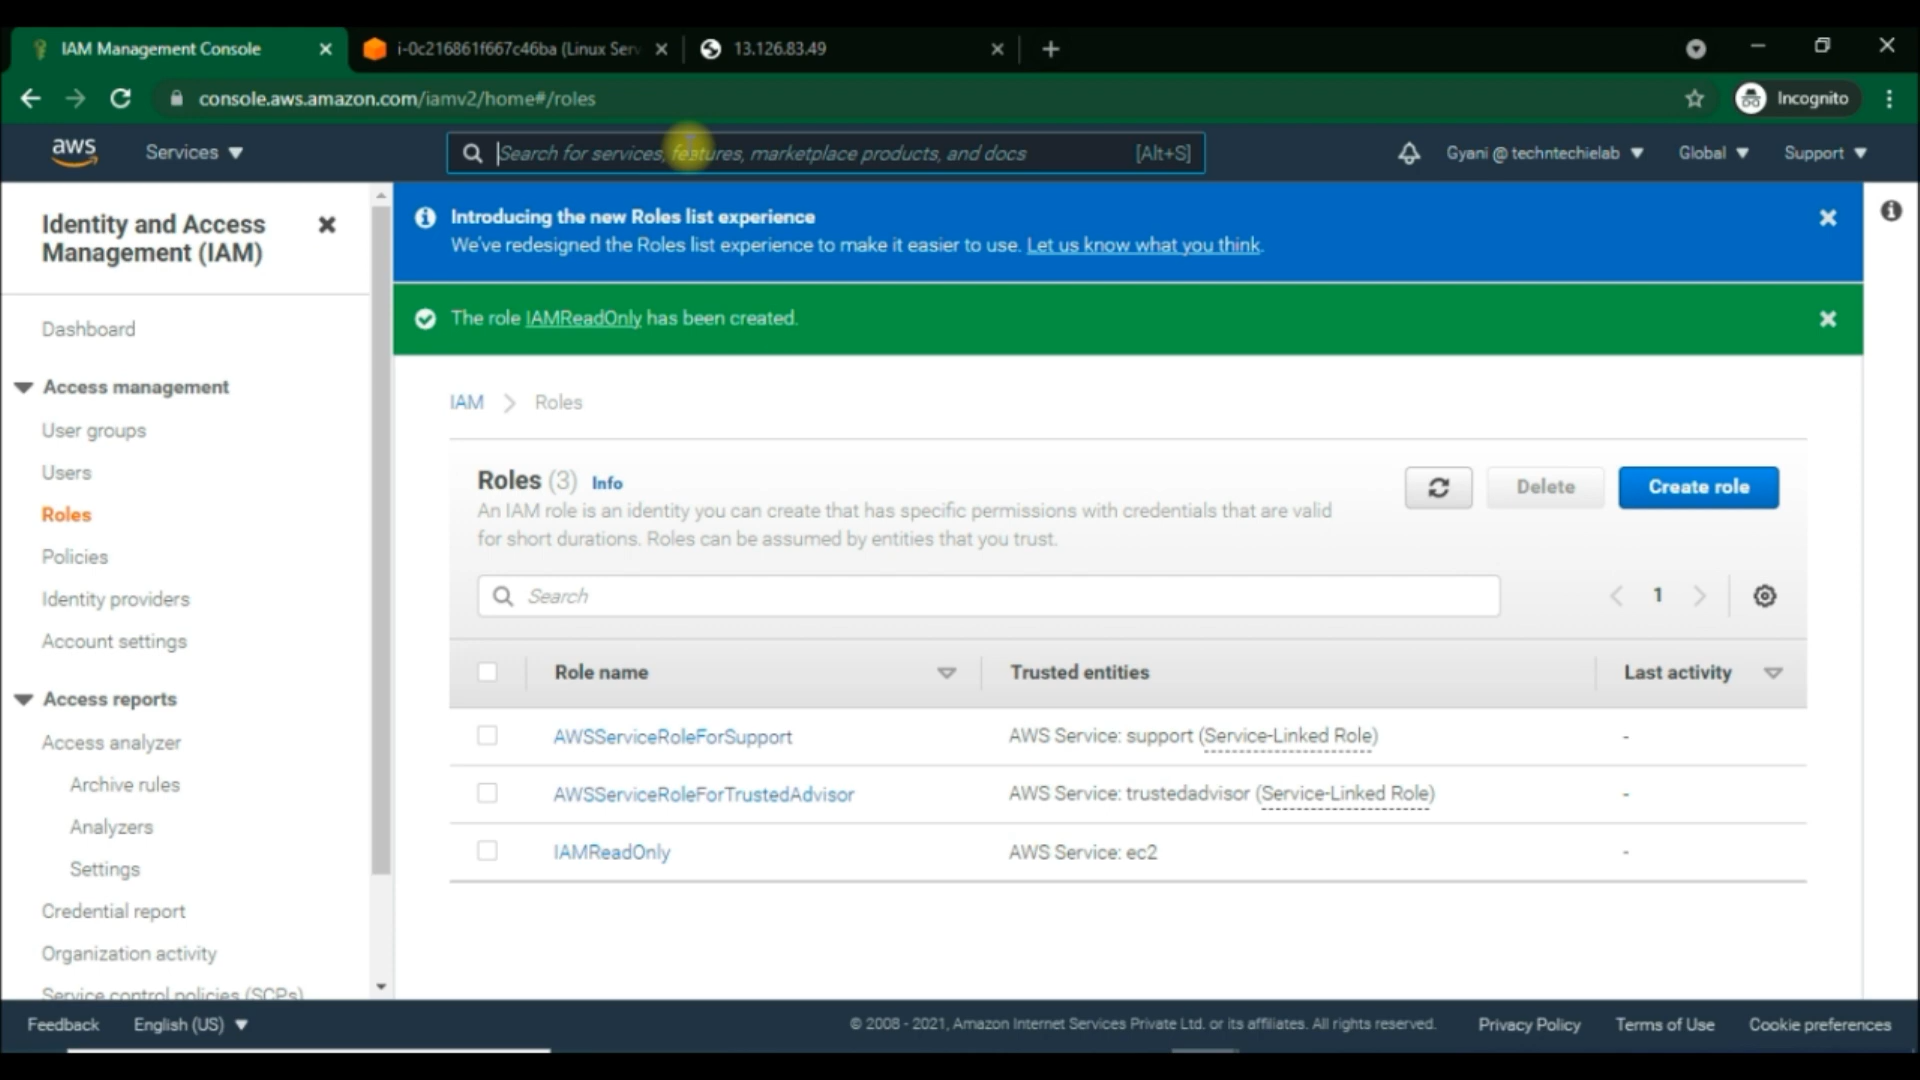 IAM Management Console
i-0c216861f667c46ba (Linux Serv
13.126.83.49
console.aws.amazon.com/iamv2/home#/roles
Incognito
aws
Services
Search for services, features, marketplace products, and docs
[Alt+S]
Gyani @ techntechielab
Global
Support
Identity and Access
Management (IAM)
Dashboard
Access management
User groups
Users
Roles
Policies
Identity providers
Account settings
Access reports
Access analyzer
Archive rules
Analyzers
Settings
Credential report
Organization activity
Service control policies (SCPs)
Introducing the new Roles list experience
We've redesigned the Roles list experience to make it easier to use. Let us know what you think.
The role IAMReadOnly has been created.
IAM > Roles
Roles (3) Info
An IAM role is an identity you can create that has specific permissions with credentials that are valid
for short durations. Roles can be assumed by entities that you trust.
Delete
Create role
Search
1
Role name
Trusted entities
Last activity
AWSServiceRoleForSupport
AWS Service: support (Service-Linked Role)
-
AWSServiceRoleForTrustedAdvisor
AWS Service: trustedadvisor (Service-Linked Role)
-
IAMReadOnly
AWS Service: ec2
-
Feedback
English (US)
© 2008 - 2021, Amazon Internet Services Private Ltd. or its affiliates. All rights reserved.
Privacy Policy
Terms of Use
Cookie preferences